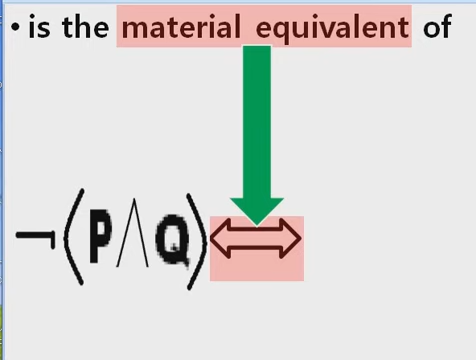 • is the material equivalent of
¬(P∧Q)⇔